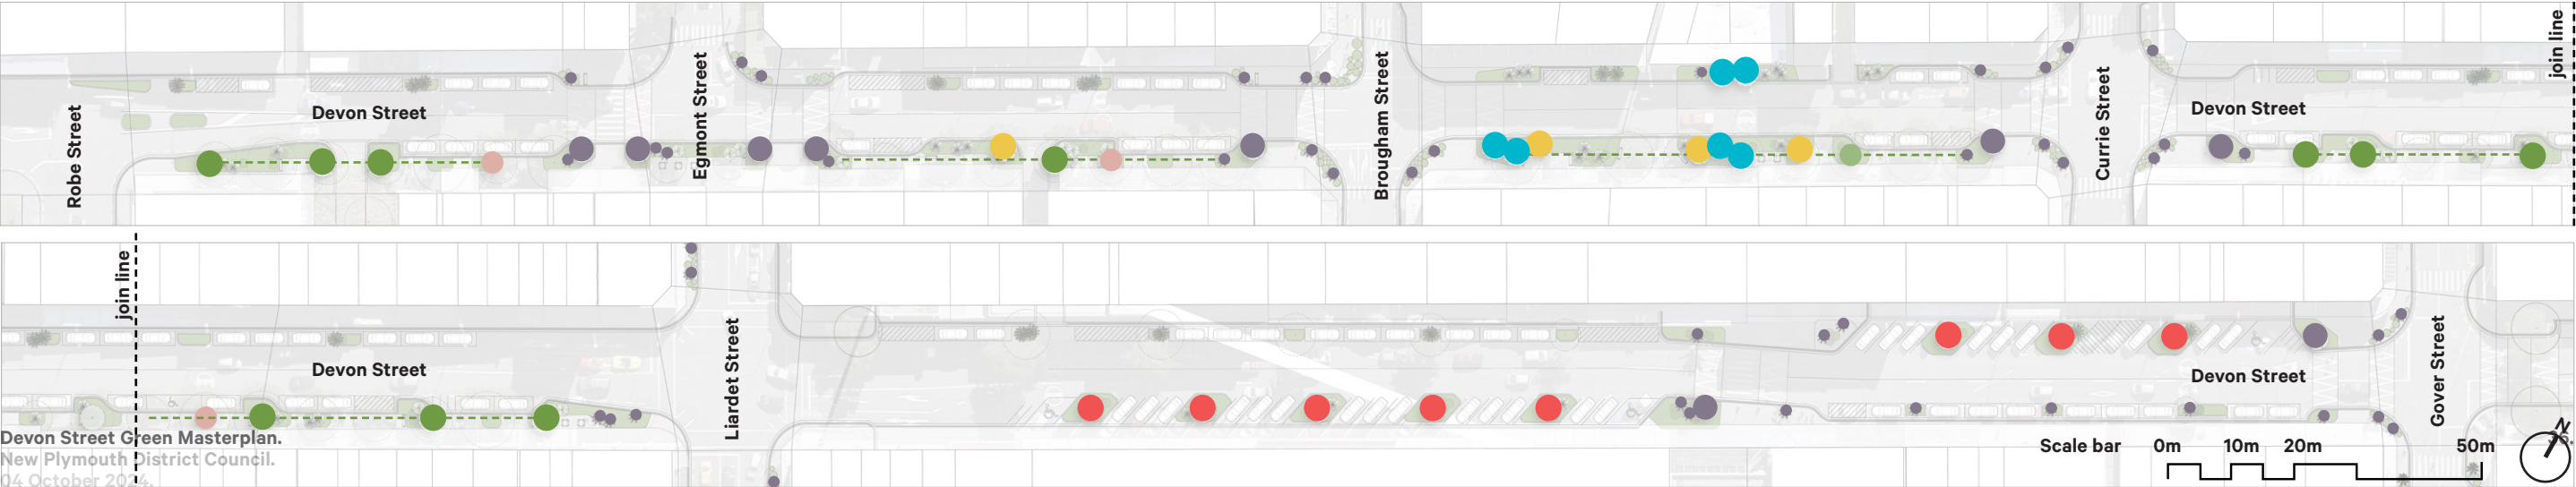 Robe Street
Devon Street
Egmont Street
Brougham Street
Currie Street
Devon Street
join line
join line
Devon Street
Liardet Street
Devon Street
Gover Street
Devon Street Green Masterplan.
New Plymouth District Council.
04 October 2024.
Scale bar 0m 10m 20m 50m
N